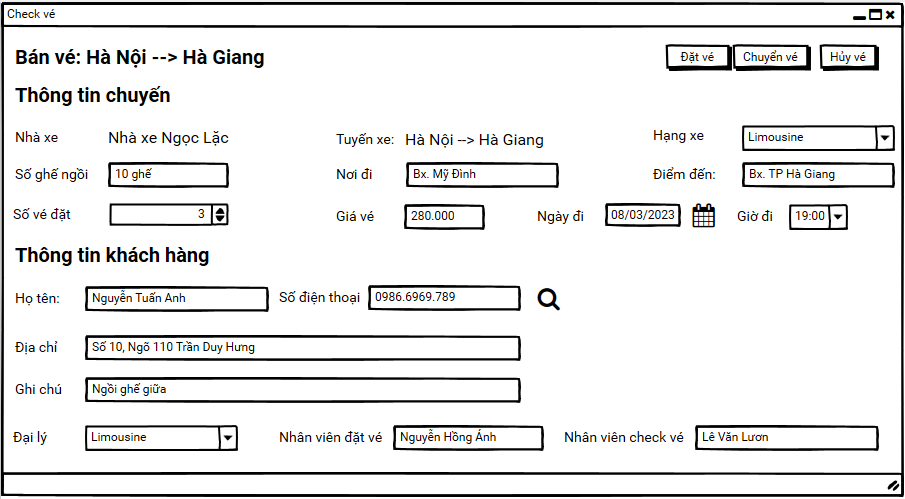 Check vé
Bán vé: Hà Nội --> Hà Giang
Đặt vé
Chuyển vé
Hủy vé
Thông tin chuyến
Nhà xe
Nhà xe Ngọc Lặc
Tuyến xe:
Hà Nội --> Hà Giang
Hạng xe
Limousine
Số ghế ngồi
10 ghế
Nơi đi
Bx. Mỹ Đình
Điểm đến:
Bx. TP Hà Giang
Số vé đặt
3
Giá vé
280.000
Ngày đi
08/03/2023
Giờ đi
19:00
Thông tin khách hàng
Họ tên:
Nguyễn Tuấn Anh
Số điện thoại
0986.6969.789
Địa chỉ
Số 10, Ngõ 110 Trần Duy Hưng
Ghi chú
Ngồi ghế giữa
Đại lý
Limousine
Nhân viên đặt vé
Nguyễn Hồng Ánh
Nhân viên check vé
Lê Văn Lươn